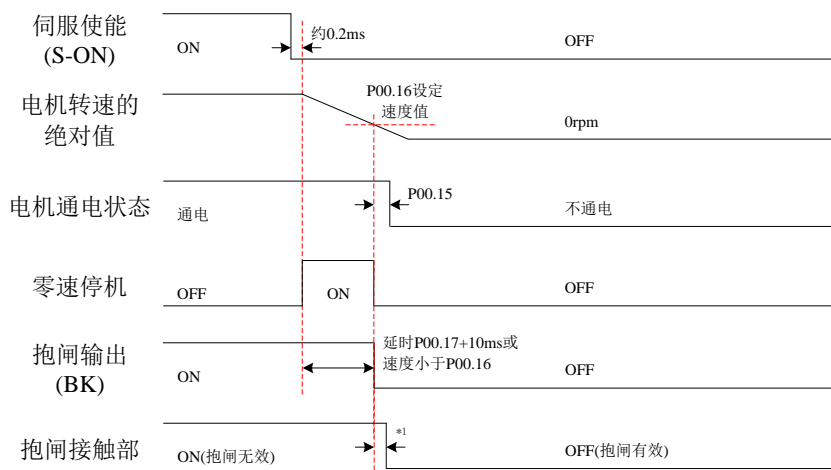 伺服使能
(S-ON)
ON
约0.2ms
OFF
电机转速的
绝对值
P00.16设定
速度值
0rpm
电机通电状态
通电
P00.15
不通电
零速停机
OFF
ON
OFF
抱闸输出
(BK)
ON
延时P00.17+10ms或
速度小于P00.16
OFF
抱闸接触部
ON(抱闸无效)
*1
OFF(抱闸有效)